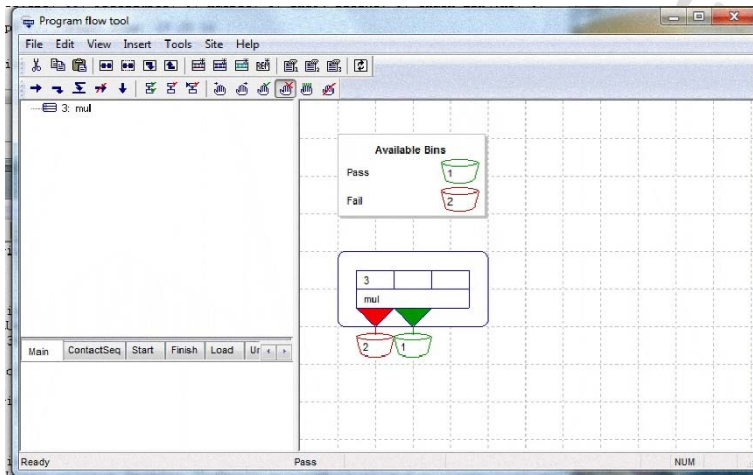 Program flow tool
File Edit View Insert Tools Site Help
REF
3: mul
Available Bins
Pass 1
Fail 2
3
mul
2 1
Main ContactSeq Start Finish Load
Ready Pass NUM